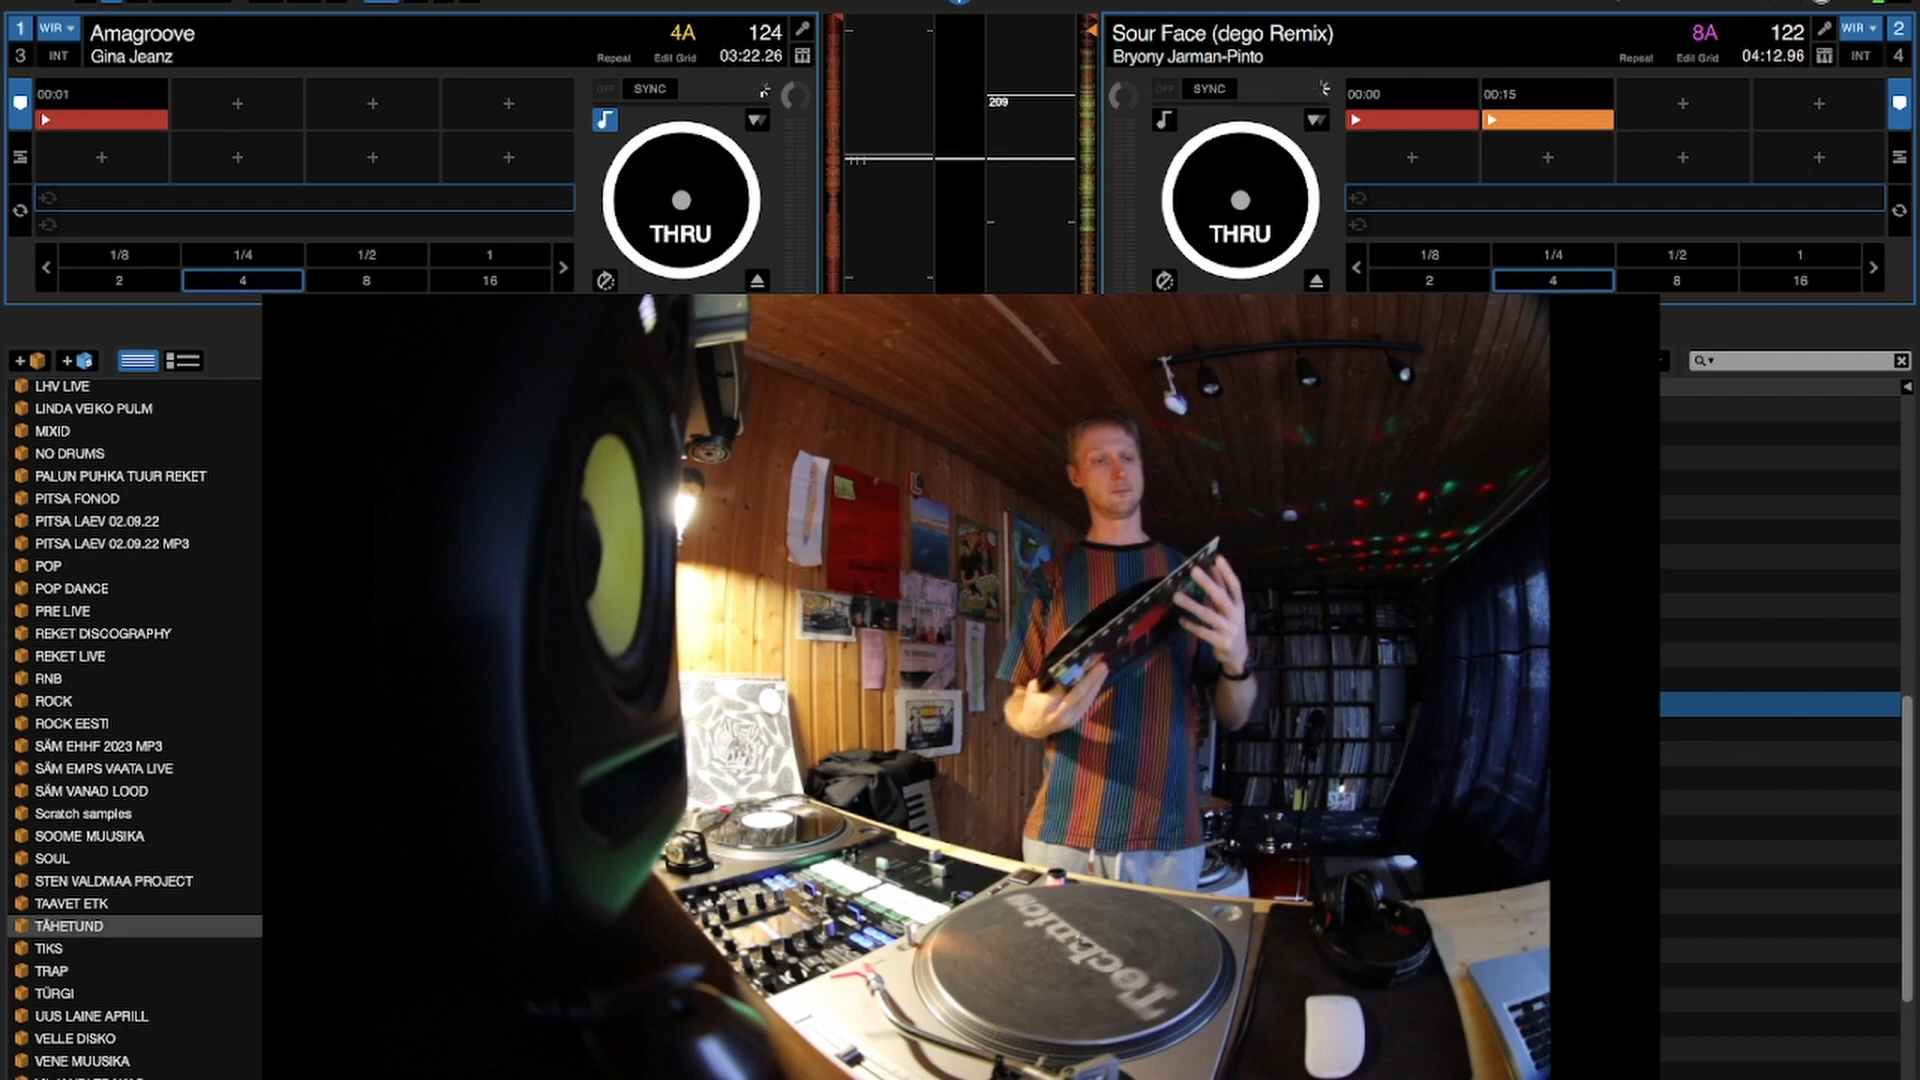 1 WIR Amagroove 4A 124
3 INT Gina Jeanz Repeat Edit Grid 03:22.26
00:01
OFF SYNC
THRU
1/8 1/4 1/2 1
2 4 8 16
209
Sour Face (dego Remix) 8A 122 WIR 2
Bryony Jarman-Pinto Repeat Edit Grid 04:12.96 INT 4
OFF SYNC
00:00 00:15
THRU
1/8 1/4 1/2 1
2 4 8 16
LHV LIVE
LINDA VEIKO PULM
MIXID
NO DRUMS
PALUN PUHKA TUUR REKET
PITSA FONOD
PITSA LAEV 02.09.22
PITSA LAEV 02.09.22 MP3
POP
POP DANCE
PRE LIVE
REKET DISCOGRAPHY
REKET LIVE
RNB
ROCK
ROCK EESTI
SÄM EHHF 2023 MP3
SÄM EMPS VAATA LIVE
SÄM VANAD LOOD
Scratch samples
SOOME MUUSIKA
SOUL
STEN VALDMAA PROJECT
TAAVET ETK
TÄHETUND
TIKS
TRAP
TÜRGI
UUS LAINE APRILL
VELLE DISKO
VENE MUUSIKA
Technics